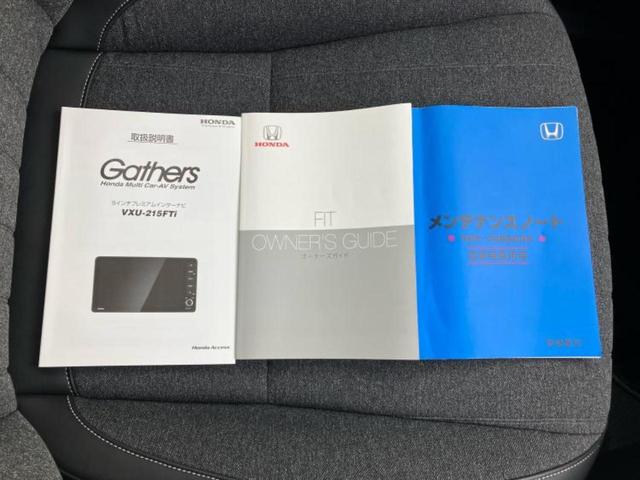 HONDA
取扱説明書
Gathers
Honda Multi Car-AV System
9インチプレミアムインターナビ
VXU-215FTi
Honda Access
HONDA
FIT
OWNER'S GUIDE
オーナーズガイド
メンテナンスノート